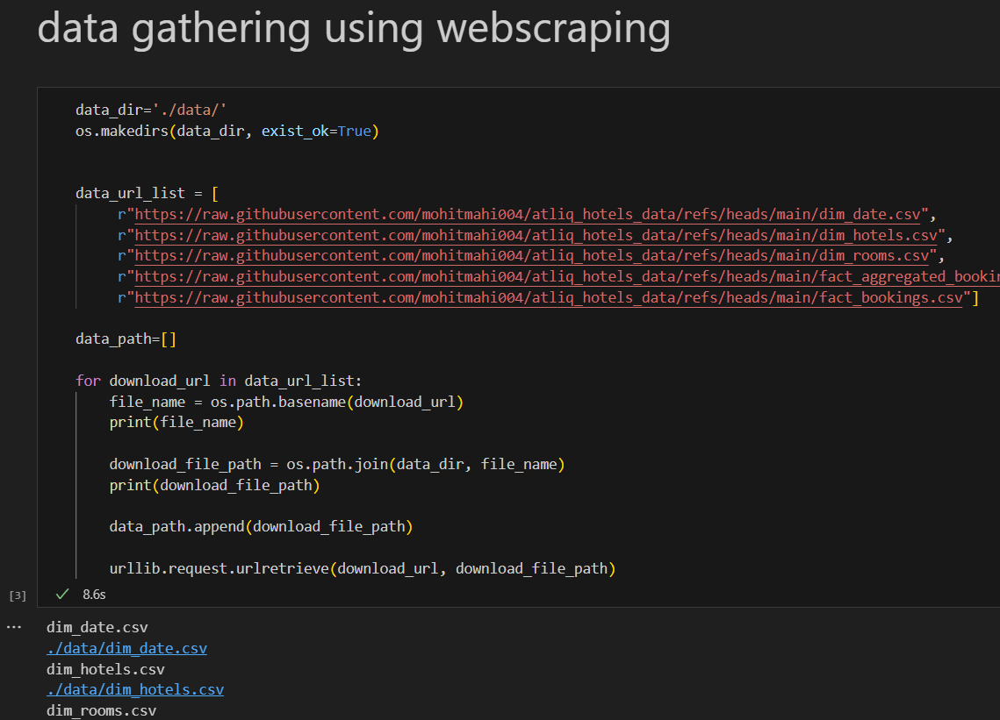 data gathering using webscraping
data_dir='./data/'
os.makedirs(data_dir, exist_ok=True)
data_url_list = [
r"https://raw.githubusercontent.com/mohitmahi004/atliq_hotels_data/refs/heads/main/dim_date.csv",
r"https://raw.githubusercontent.com/mohitmahi004/atliq_hotels_data/refs/heads/main/dim_hotels.csv",
r"https://raw.githubusercontent.com/mohitmahi004/atliq_hotels_data/refs/heads/main/dim_rooms.csv",
r"https://raw.githubusercontent.com/mohitmahi004/atliq_hotels_data/refs/heads/main/fact_aggregated_bookin
r"https://raw.githubusercontent.com/mohitmahi004/atliq_hotels_data/refs/heads/main/fact_bookings.csv"]
data_path=[]
for download_url in data_url_list:
file_name = os.path.basename(download_url)
print(file_name)
download_file_path = os.path.join(data_dir, file_name)
print(download_file_path)
data_path.append(download_file_path)
urllib.request.urlretrieve(download_url, download_file_path)
[3] 8.6s
... dim_date.csv
./data/dim_date.csv
dim_hotels.csv
./data/dim_hotels.csv
dim_rooms.csv